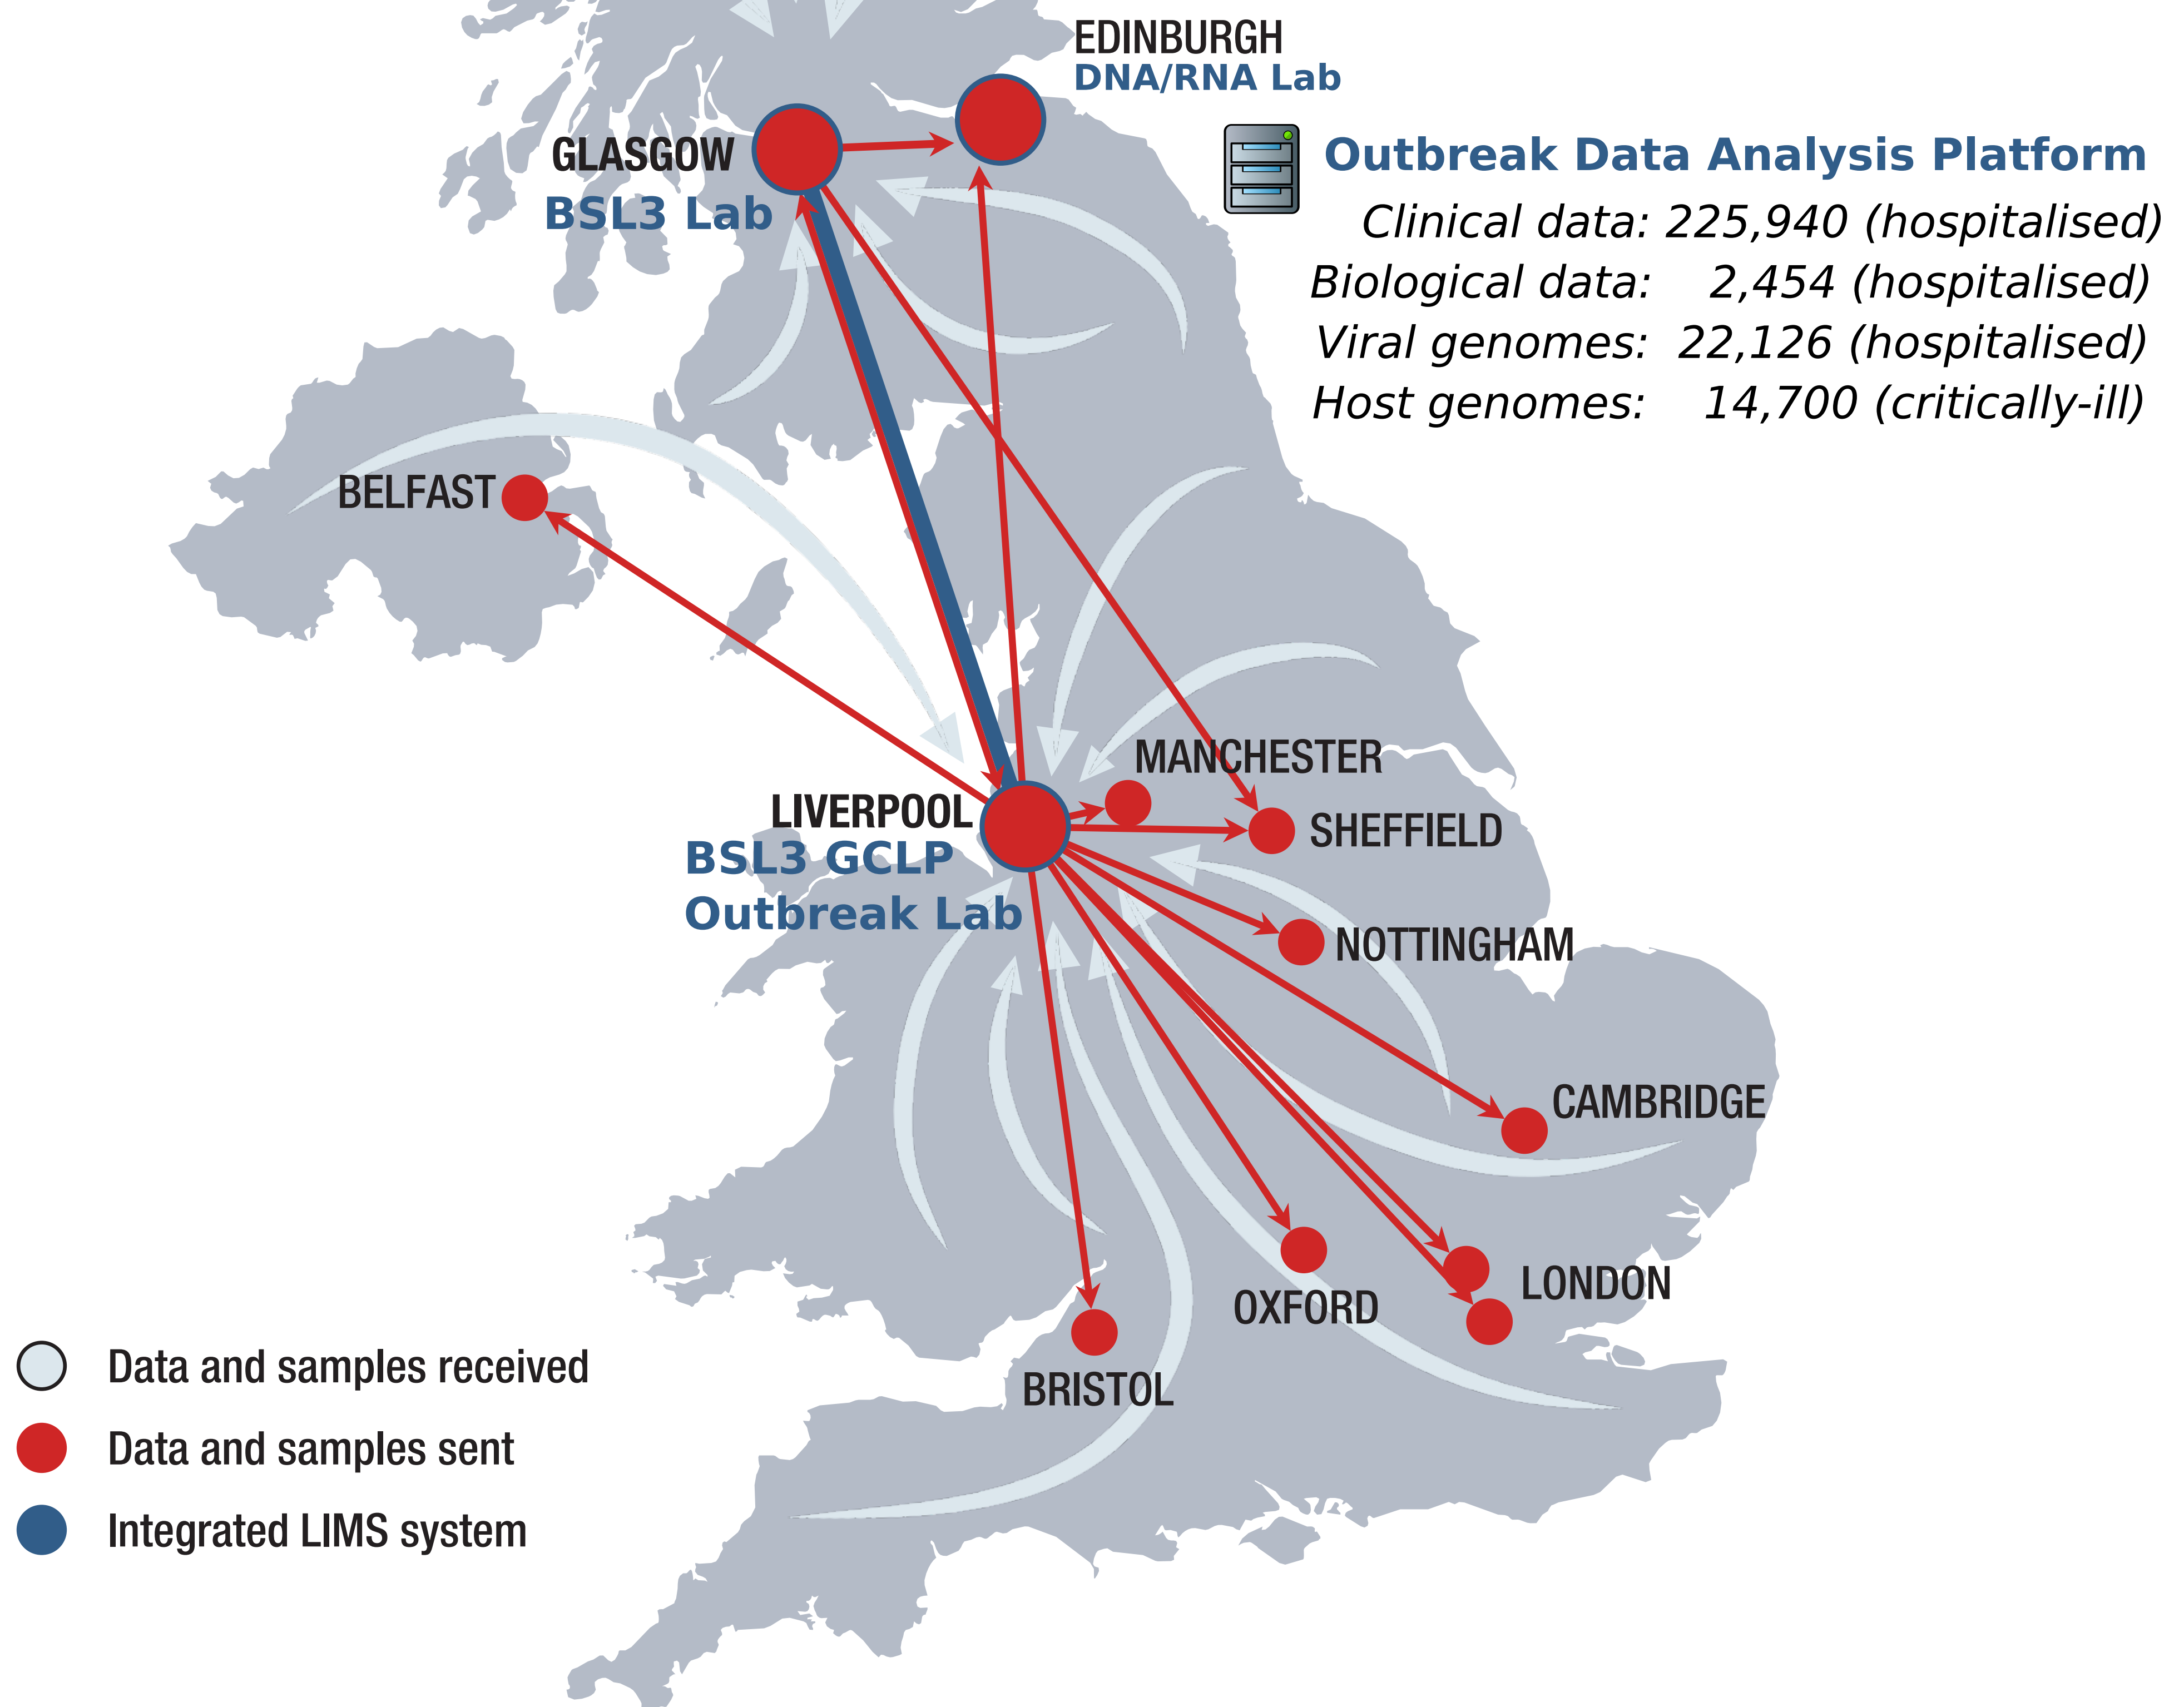 EDINBURGH
DNA/RNA Lab
GLASGOW
BSL3 Lab
Outbreak Data Analysis Platform
Clinical data: 225,940 (hospitalised)
Biological data: 2,454 (hospitalised)
Viral genomes: 22,126 (hospitalised)
Host genomes: 14,700 (critically-ill)
BELFAST
MANCHESTER
LIVERPOOL
BSL3 GCLP
Outbreak Lab
SHEFFIELD
NOTTINGHAM
CAMBRIDGE
LONDON
OXFORD
BRISTOL
Data and samples received
Data and samples sent
Integrated LIMS system